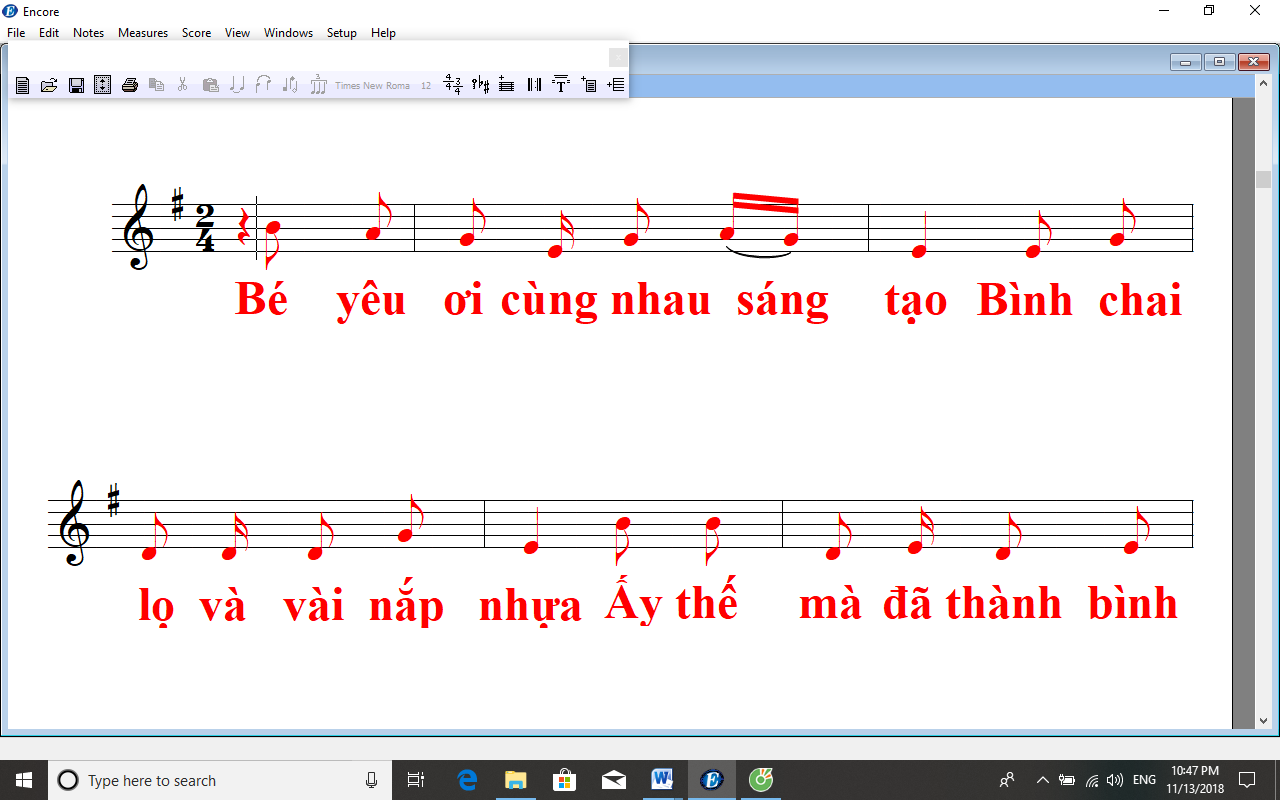 Encore
File Edit Notes Measures Score View Windows Setup Help
Times New Roma 12
2
4
Bé yêu ơi cùng nhau sáng tạo Bình chai
lọ và vài nắp nhựa Ấy thế mà đã thành bình
Type here to search
ENG
10:47 PM
11/13/2018